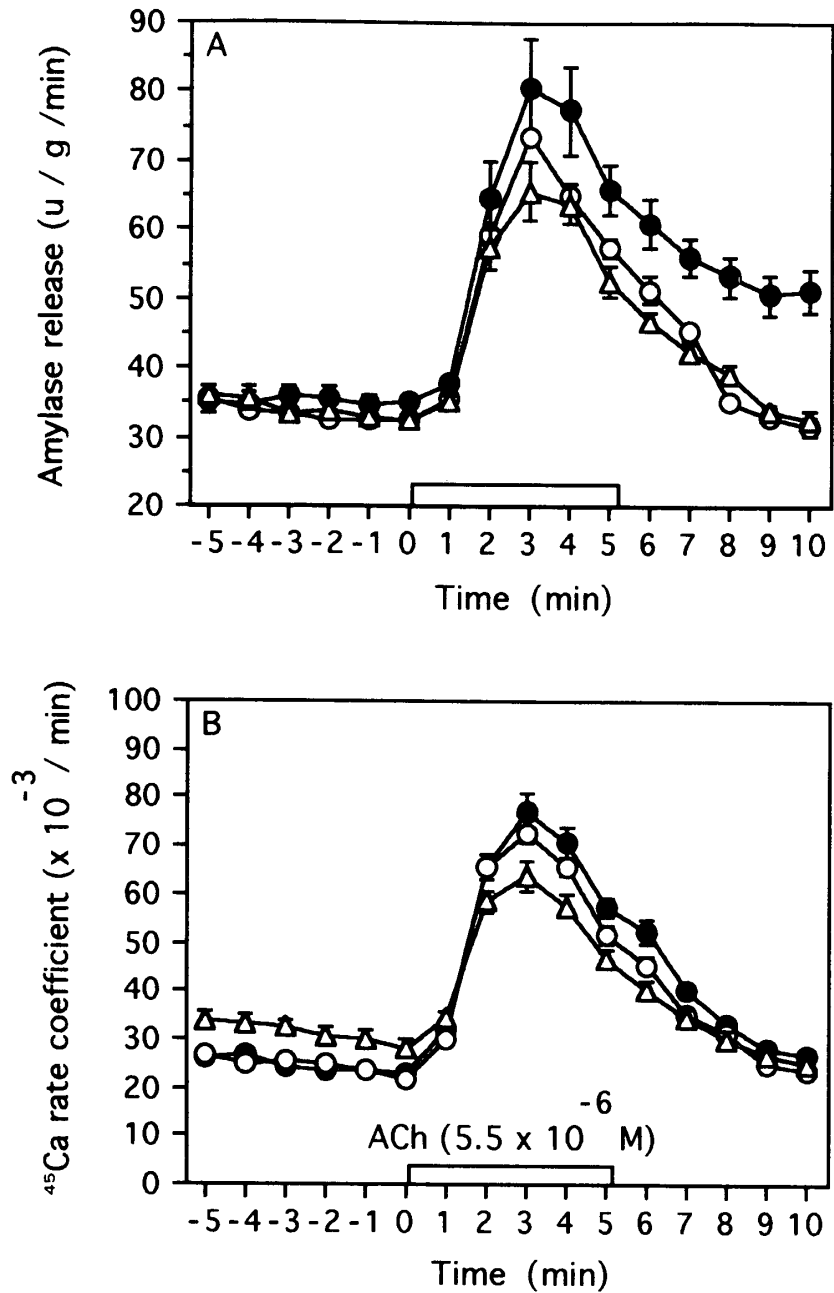 A
Amylase release (u / g /min)
90
80
70
60
50
40
30
20
-5 -4 -3 -2 -1 0 1 2 3 4 5 6 7 8 9 10
Time (min)
B
⁴⁵Ca rate coefficient (x 10⁻³ / min)
100
90
80
70
60
50
40
30
20
10
0
ACh (5.5 x 10⁻⁶ M)
-5 -4 -3 -2 -1 0 1 2 3 4 5 6 7 8 9 10
Time (min)